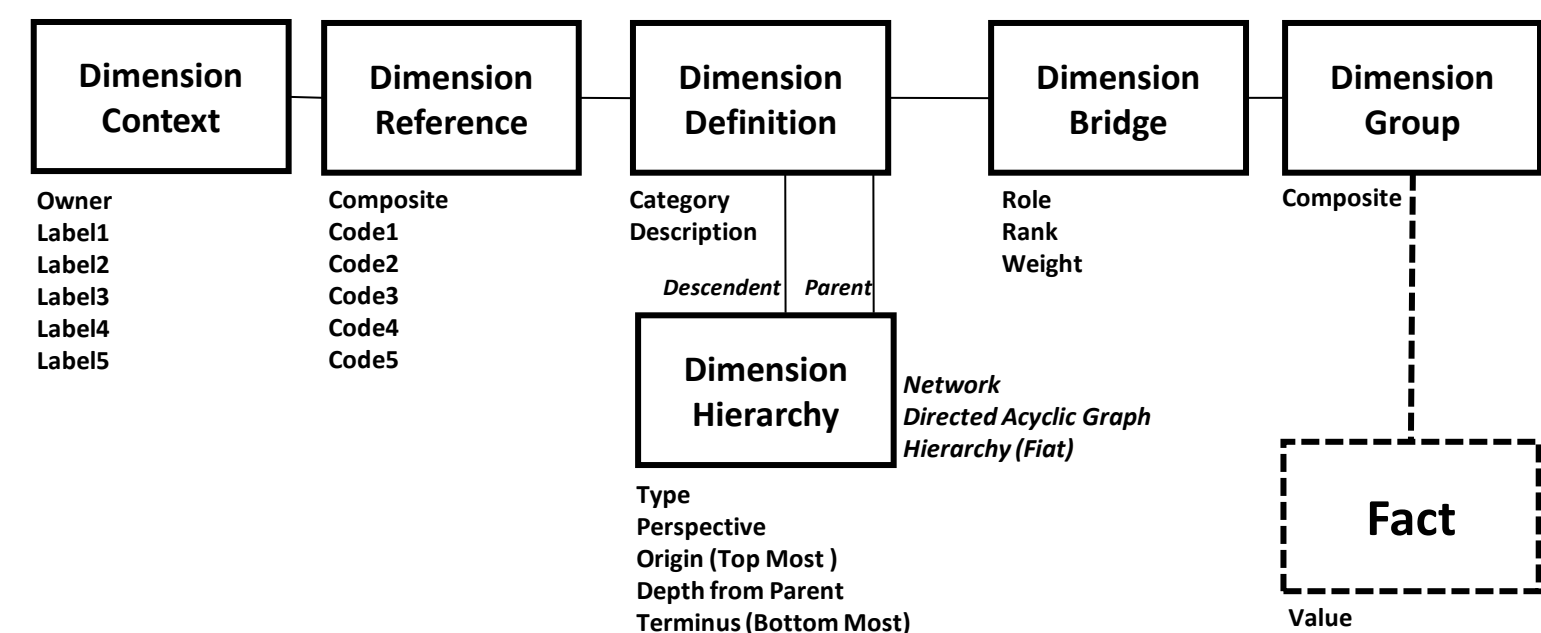 Dimension
Context
Dimension
Reference
Dimension
Definition
Dimension
Bridge
Dimension
Group
Owner
Label1
Label2
Label3
Label4
Label5
Composite
Code1
Code2
Code3
Code4
Code5
Category
Description
Role
Rank
Weight
Composite
Descendent
Parent
Dimension
Hierarchy
Network
Directed Acyclic Graph
Hierarchy (Fiat)
Type
Perspective
Origin (Top Most )
Depth from Parent
Terminus (Bottom Most)
Fact
Value